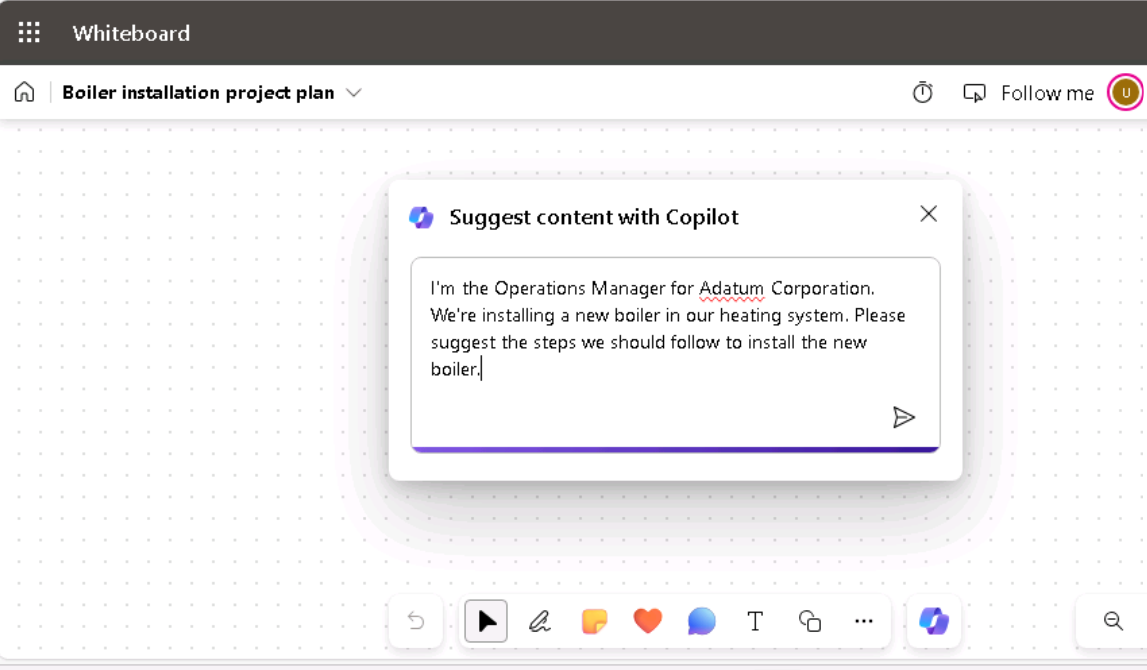 Whiteboard
Boiler installation project plan
Follow me
U
Suggest content with Copilot
I'm the Operations Manager for Adatum Corporation.
We're installing a new boiler in our heating system. Please
suggest the steps we should follow to install the new
boiler.
T